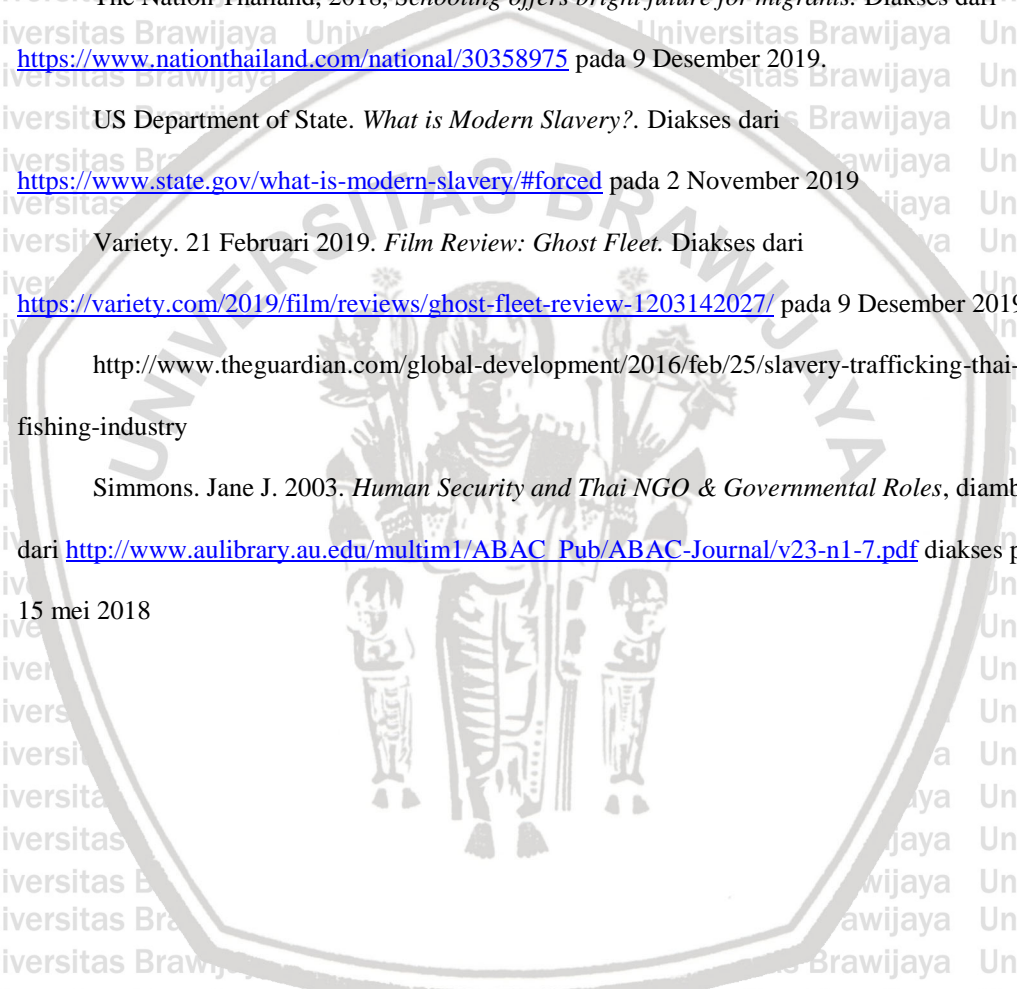 The Nation Thailand, 2018, Schooling offers bright future for migrants. Diakses dari
https://www.nationthailand.com/national/30358975 pada 9 Desember 2019.
US Department of State. What is Modern Slavery?. Diakses dari
https://www.state.gov/what-is-modern-slavery/#forced pada 2 November 2019
Variety. 21 Februari 2019. Film Review: Ghost Fleet. Diakses dari
https://variety.com/2019/film/reviews/ghost-fleet-review-1203142027/ pada 9 Desember 2019
http://www.theguardian.com/global-development/2016/feb/25/slavery-trafficking-thai-
fishing-industry
Simmons. Jane J. 2003. Human Security and Thai NGO & Governmental Roles, diamb
dari http://www.aulibrary.au.edu/multim1/ABAC_Pub/ABAC-Journal/v23-n1-7.pdf diakses p
15 mei 2018
UNIVERSITAS BRAWIJAYA